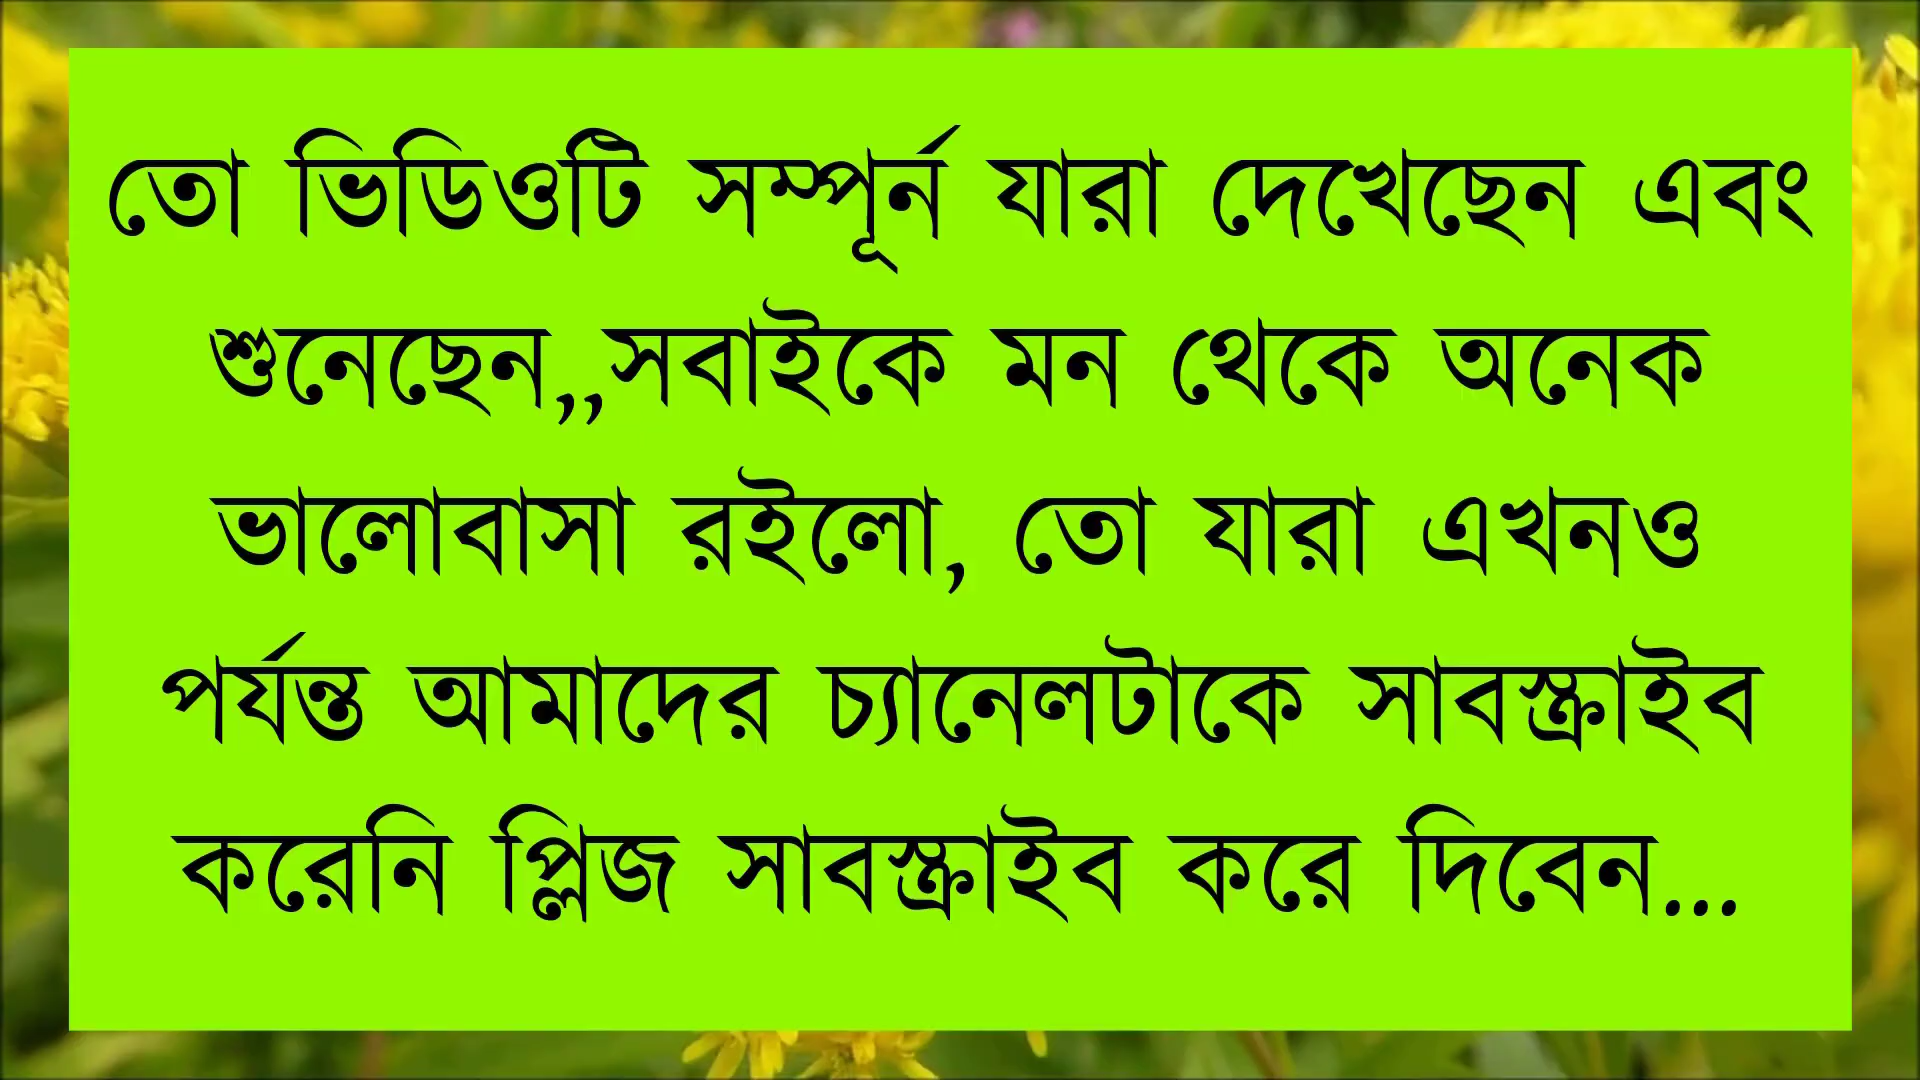 তো ভিডিওটি সম্পূর্ন যারা দেখেছেন এবং
শুনেছেন,,সবাইকে মন থেকে অনেক
ভালোবাসা রইলো, তো যারা এখনও
পর্যন্ত আমাদের চ্যানেলটাকে সাবস্ক্রাইব
করেনি প্লিজ সাবস্ক্রাইব করে দিবেন...